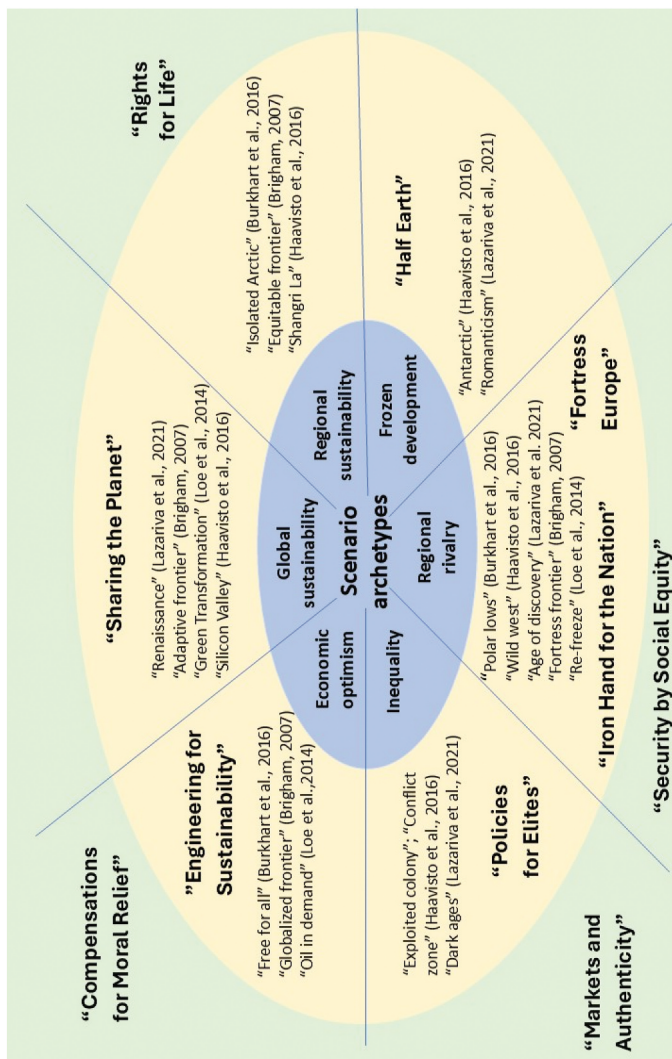 “Compensations
for Moral Relief”
”Engineering for
Sustainability”
“Free for all” (Burkhart et al., 2016)
“Globalized frontier” (Brigham, 2007)
“Oil in demand” (Loe et al.,2014)
“Sharing the Planet”
“Renaissance” (Lazariva et al., 2021)
“Adaptive frontier” (Brigham, 2007)
“Green Transformation” (Loe et al., 2014)
“Silicon Valley” (Haavisto et al., 2016)
“Rights
for Life”
“Isolated Arctic” (Burkhart et al., 2016)
“Equitable frontier” (Brigham, 2007)
“Shangri La” (Haavisto et al., 2016)
Economic
optimism
Global
sustainability
Regional
sustainability
Scenario
archetypes
Inequality
Regional
rivalry
Frozen
development
“Half Earth”
“Antarctic” (Haavisto et al., 2016)
“Romanticism” (Lazariva et al., 2021)
“Exploited colony”; “Conflict
zone” (Haavisto et al., 2016)
“Dark ages” (Lazariva et al., 2021)
“Policies
for Elites”
“Polar lows” (Burkhart et al., 2016)
“Wild west” (Haavisto et al., 2016)
“Age of discovery” (Lazariva et al. 2021)
“Fortress frontier” (Brigham, 2007)
“Re-freeze” (Loe et al., 2014)
“Fortress
Europe”
“Iron Hand for the Nation”
“Markets and
Authenticity”
“Security by Social Equity”